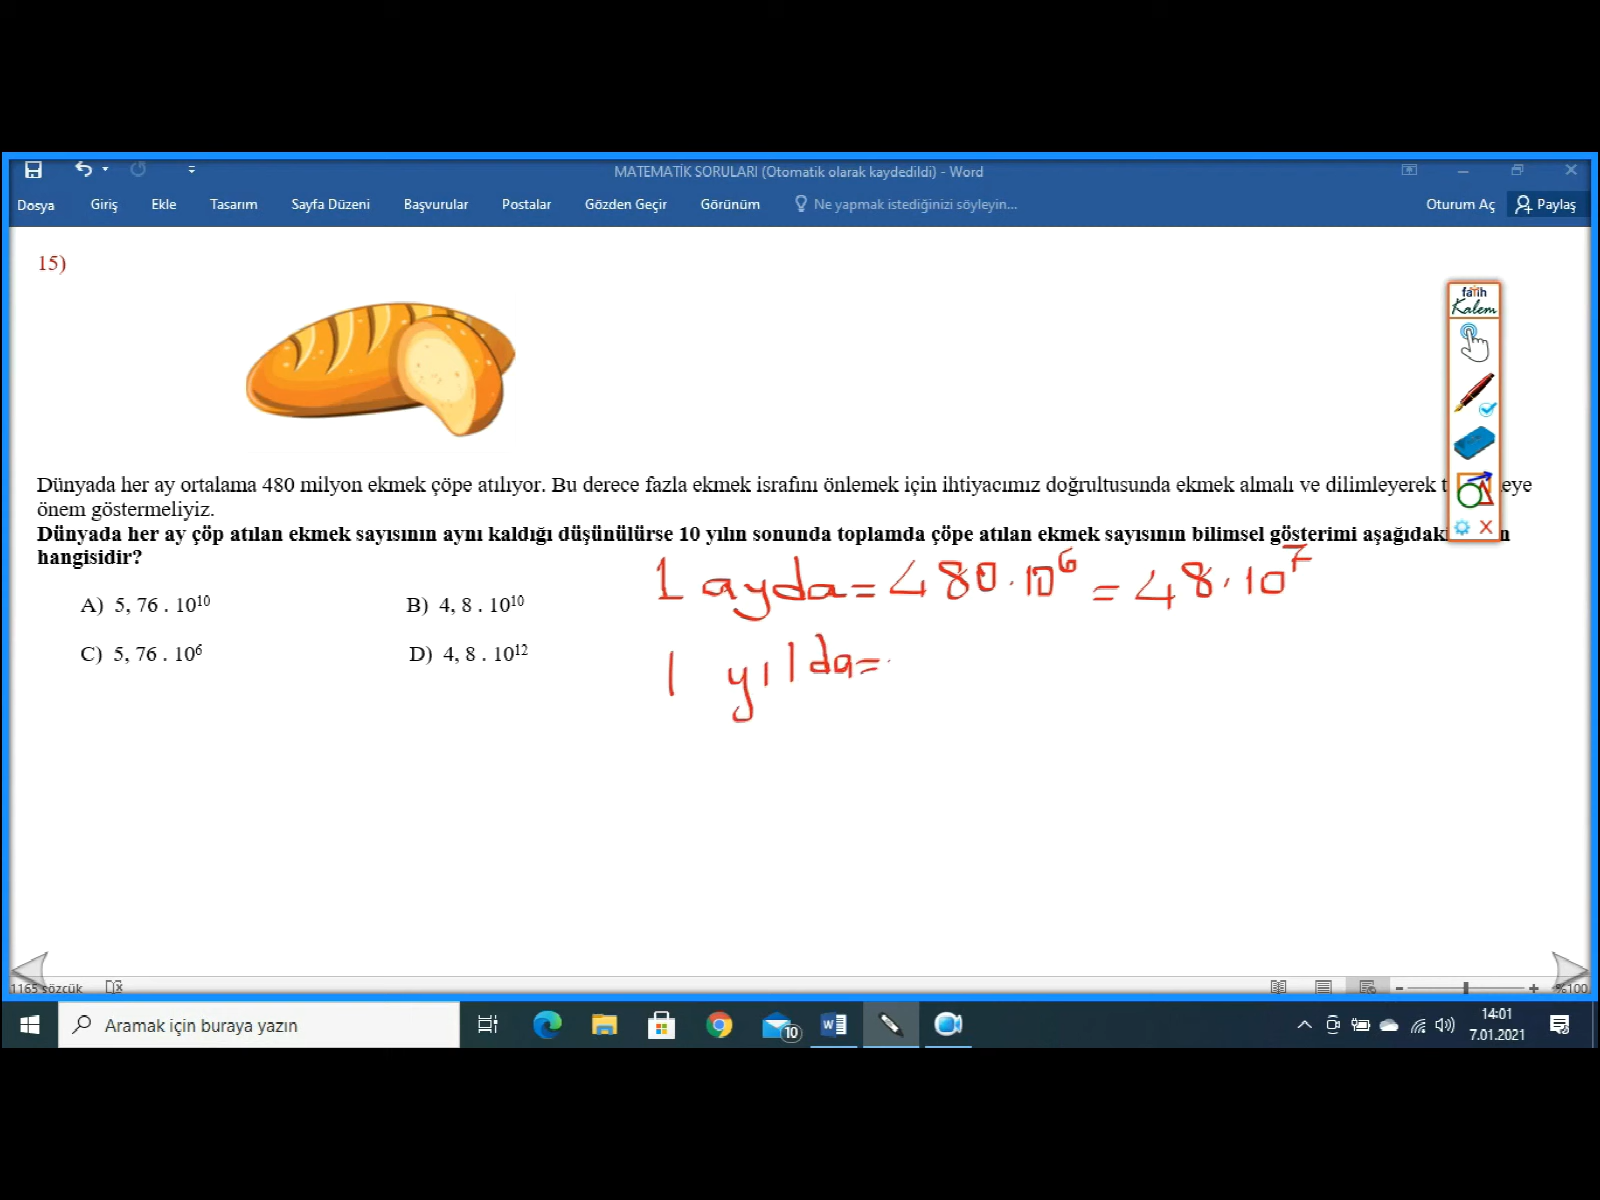 MATEMATİK SORULARI (Otomatik olarak kaydedildi) - Word
Dosya Giriş Ekle Tasarım Sayfa Düzeni Başvurular Postalar Gözden Geçir Görünüm Ne yapmak istediğinizi söyleyin... Oturum Aç Paylaş
15)
fatih
Kalem
Dünyada her ay ortalama 480 milyon ekmek çöpe atılıyor. Bu derece fazla ekmek israfını önlemek için ihtiyacımız doğrultusunda ekmek almalı ve dilimleyerek
önem göstermeliyiz.
Dünyada her ay çöp atılan ekmek sayısının aynı kaldığı düşünülürse 10 yılın sonunda toplamda çöpe atılan ekmek sayısının bilimsel gösterimi
hangisidir?
1 ayda = 480 . 10⁶ = 48 . 10⁷
A) 5, 76 . 10¹⁰ B) 4, 8 . 10¹⁰
1 yılda =
C) 5, 76 . 10⁶ D) 4, 8 . 10¹²
1165 sözcük %100
Aramak için buraya yazın 10 14:01
7.01.2021